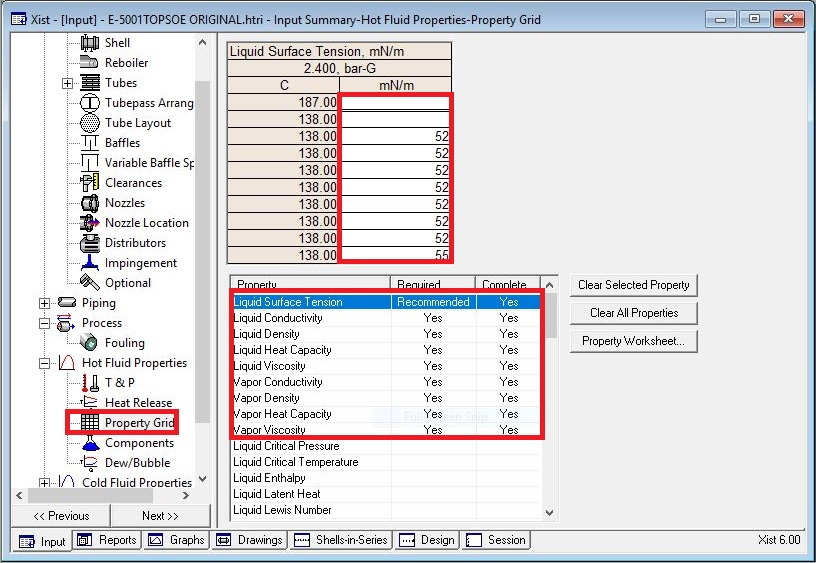 Xist - [Input] - E-5001TOPSOE ORIGINAL.htri - Input Summary-Hot Fluid Properties-Property Grid
Shell
Reboiler
Tubes
Tubepass Arrang
Tube Layout
Baffles
Variable Baffle Sp
Clearances
Nozzles
Nozzle Location
Distributors
Impingement
Optional
Piping
Process
Fouling
Hot Fluid Properties
T & P
Heat Release
Property Grid
Components
Dew/Bubble
Cold Fluid Properties
<< Previous Next >>
Liquid Surface Tension, mN/m
2.400, bar-G
C mN/m
187.00
138.00
138.00 52
138.00 52
138.00 52
138.00 52
138.00 52
138.00 52
138.00 52
138.00 55
Property Required Complete
Liquid Surface Tension Recommended Yes
Liquid Conductivity Yes Yes
Liquid Density Yes Yes
Liquid Heat Capacity Yes Yes
Liquid Viscosity Yes Yes
Vapor Conductivity Yes Yes
Vapor Density Yes Yes
Vapor Heat Capacity Yes Yes
Vapor Viscosity Yes Yes
Liquid Critical Pressure
Liquid Critical Temperature
Liquid Enthalpy
Liquid Latent Heat
Liquid Lewis Number
Clear Selected Property
Clear All Properties
Property Worksheet...
Input Reports Graphs Drawings Shells-in-Series Design Session Xist 6.00